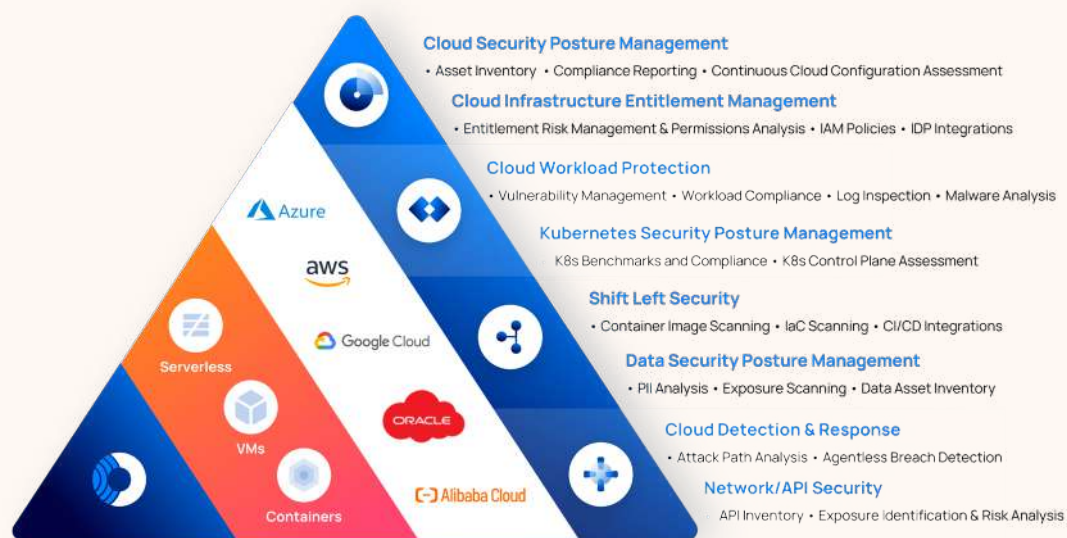 Cloud Security Posture Management
• Asset Inventory • Compliance Reporting • Continuous Cloud Configuration Assessment
Cloud Infrastructure Entitlement Management
• Entitlement Risk Management & Permissions Analysis • IAM Policies • IDP Integrations
Cloud Workload Protection
• Vulnerability Management • Workload Compliance • Log Inspection • Malware Analysis
Kubernetes Security Posture Management
K8s Benchmarks and Compliance • K8s Control Plane Assessment
Shift Left Security
• Container Image Scanning • IaC Scanning • CI/CD Integrations
Data Security Posture Management
• PII Analysis • Exposure Scanning • Data Asset Inventory
Cloud Detection & Response
• Attack Path Analysis • Agentless Breach Detection
Network/API Security
API Inventory • Exposure Identification & Risk Analysis
Azure
aws
Google Cloud
ORACLE
Alibaba Cloud
Serverless
VMs
Containers